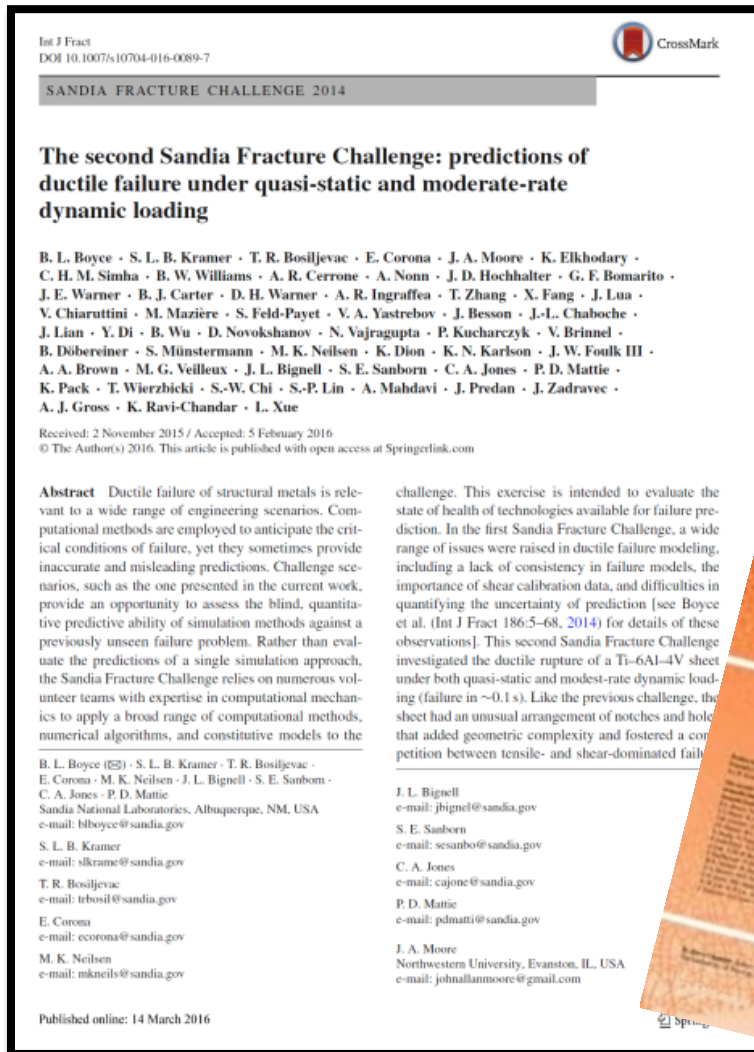 Int J Fract
DOI 10.1007/s10704-016-0089-7
CrossMark
SANDIA FRACTURE CHALLENGE 2014
The second Sandia Fracture Challenge: predictions of
ductile failure under quasi-static and moderate-rate
dynamic loading
B. L. Boyce · S. L. B. Kramer · T. R. Bosiljevac · E. Corona · J. A. Moore · K. Elkhodary ·
C. H. M. Simha · B. W. Williams · A. R. Cerrone · A. Nonn · J. D. Hochhalter · G. F. Bomarito ·
J. E. Warner · B. J. Carter · D. H. Warner · A. R. Ingraffea · T. Zhang · X. Fang · J. Lua ·
V. Chiaruttini · M. Mazière · S. Feld-Payet · V. A. Yastrebov · J. Besson · J.-L. Chaboche ·
J. Lian · Y. Di · B. Wu · D. Novokshanov · N. Vajragupta · P. Kucharczyk · V. Brinnel ·
B. Döbereiner · S. Münstermann · M. K. Neilsen · K. Dion · K. N. Karlson · J. W. Foulk III ·
A. A. Brown · M. G. Veilleux · J. L. Bignell · S. E. Sanborn · C. A. Jones · P. D. Mattie ·
K. Pack · T. Wierzbicki · S.-W. Chi · S.-P. Lin · A. Mahdavi · J. Predan · J. Zadravec ·
A. J. Gross · K. Ravi-Chandar · L. Xue
Received: 2 November 2015 / Accepted: 5 February 2016
© The Author(s) 2016. This article is published with open access at Springerlink.com
Abstract Ductile failure of structural metals is rele-
vant to a wide range of engineering scenarios. Com-
putational methods are employed to anticipate the crit-
ical conditions of failure, yet they sometimes provide
inaccurate and misleading predictions. Challenge sce-
narios, such as the one presented in the current work,
provide an opportunity to assess the blind, quantita-
tive predictive ability of simulation methods against a
previously unseen failure problem. Rather than eval-
uate the predictions of a single simulation approach,
the Sandia Fracture Challenge relies on numerous vol-
unteer teams with expertise in computational mechan-
ics to apply a broad range of computational methods,
numerical algorithms, and constitutive models to the
challenge. This exercise is intended to evaluate the
state of health of technologies available for failure pre-
diction. In the first Sandia Fracture Challenge, a wide
range of issues were raised in ductile failure modeling,
including a lack of consistency in failure models, the
importance of shear calibration data, and difficulties in
quantifying the uncertainty of prediction [see Boyce
et al. (Int J Fract 186:5–68, 2014) for details of these
observations]. This second Sandia Fracture Challenge
investigated the ductile rupture of a Ti–6Al–4V sheet
under both quasi-static and modest-rate dynamic load-
ing (failure in ~0.1 s). Like the previous challenge, the
sheet had an unusual arrangement of notches and hole
that added geometric complexity and fostered a com
petition between tensile- and shear-dominated failu
B. L. Boyce (✉) · S. L. B. Kramer · T. R. Bosiljevac ·
E. Corona · M. K. Neilsen · J. L. Bignell · S. E. Sanborn ·
C. A. Jones · P. D. Mattie
Sandia National Laboratories, Albuquerque, NM, USA
e-mail: blboyce@sandia.gov
S. L. B. Kramer
e-mail: slkrame@sandia.gov
T. R. Bosiljevac
e-mail: trbosil@sandia.gov
E. Corona
e-mail: ecorona@sandia.gov
M. K. Neilsen
e-mail: mkneils@sandia.gov
J. L. Bignell
e-mail: jbignel@sandia.gov
S. E. Sanborn
e-mail: sesanbo@sandia.gov
C. A. Jones
e-mail: cajone@sandia.gov
P. D. Mattie
e-mail: pdmatti@sandia.gov
J. A. Moore
Northwestern University, Evanston, IL, USA
e-mail: johnallanmoore@gmail.com
Published online: 14 March 2016